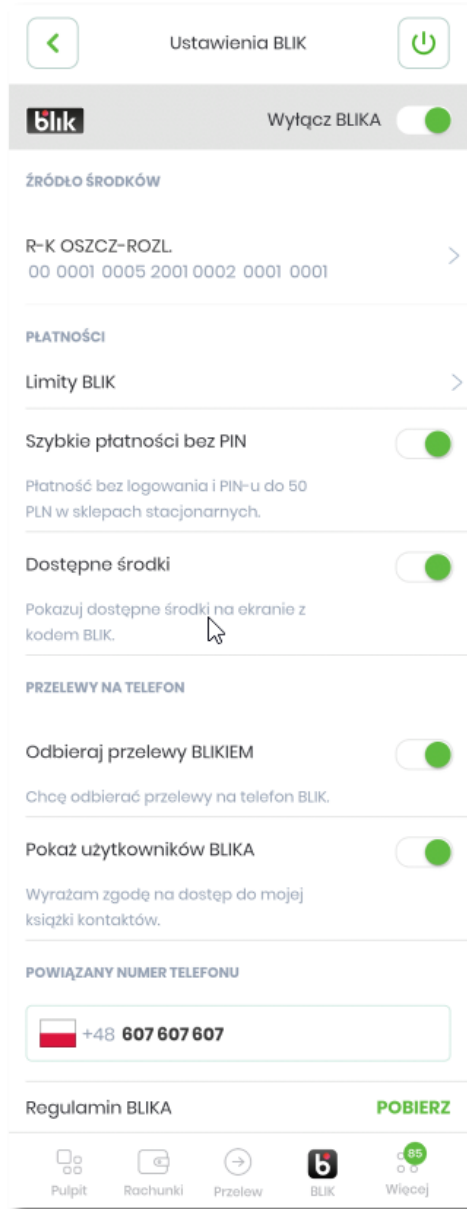 Ustawienia BLIK
blik
Wyłącz BLIKA
ŹRÓDŁO ŚRODKÓW
R-K OSZCZ-ROZL.
00 0001 0005 2001 0002 0001 0001
PŁATNOŚCI
Limity BLIK
Szybkie płatności bez PIN
Płatność bez logowania i PIN-u do 50
PLN w sklepach stacjonarnych.
Dostępne środki
Pokazuj dostępne środki na ekranie z
kodem BLIK.
PRZELEWY NA TELEFON
Odbieraj przelewy BLIKIEM
Chcę odbierać przelewy na telefon BLIK.
Pokaż użytkowników BLIKA
Wyrażam zgodę na dostęp do mojej
książki kontaktów.
POWIĄZANY NUMER TELEFONU
+48 607 607 607
Regulamin BLIKA POBIERZ
85
Pulpit Rachunki Przelew BLIK Więcej